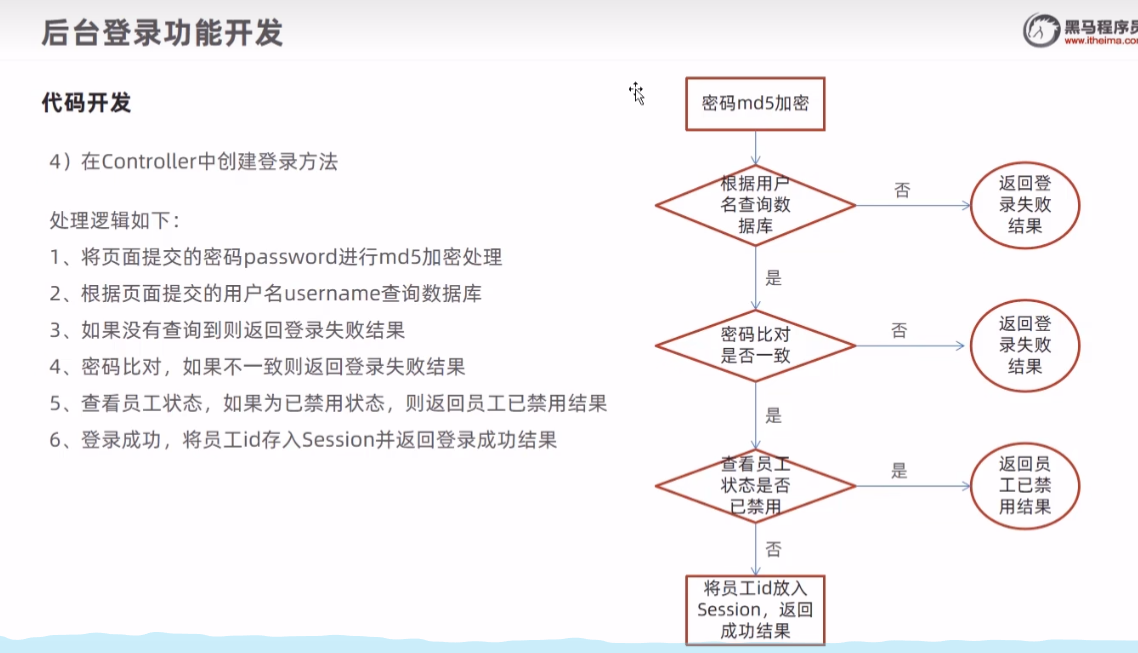 后台登录功能开发
黑马程序员
www.itheima.com
代码开发
4）在Controller中创建登录方法
处理逻辑如下：
1、将页面提交的密码password进行md5加密处理
2、根据页面提交的用户名username查询数据库
3、如果没有查询到则返回登录失败结果
4、密码比对，如果不一致则返回登录失败结果
5、查看员工状态，如果为已禁用状态，则返回员工已禁用结果
6、登录成功，将员工id存入Session并返回登录成功结果
密码md5加密
根据用户
名查询数
据库
否
返回登
录失败
结果
是
密码比对
是否一致
否
返回登
录失败
结果
是
查看员工
状态是否
已禁用
是
返回员
工已禁
用结果
否
将员工id放入
Session，返回
成功结果